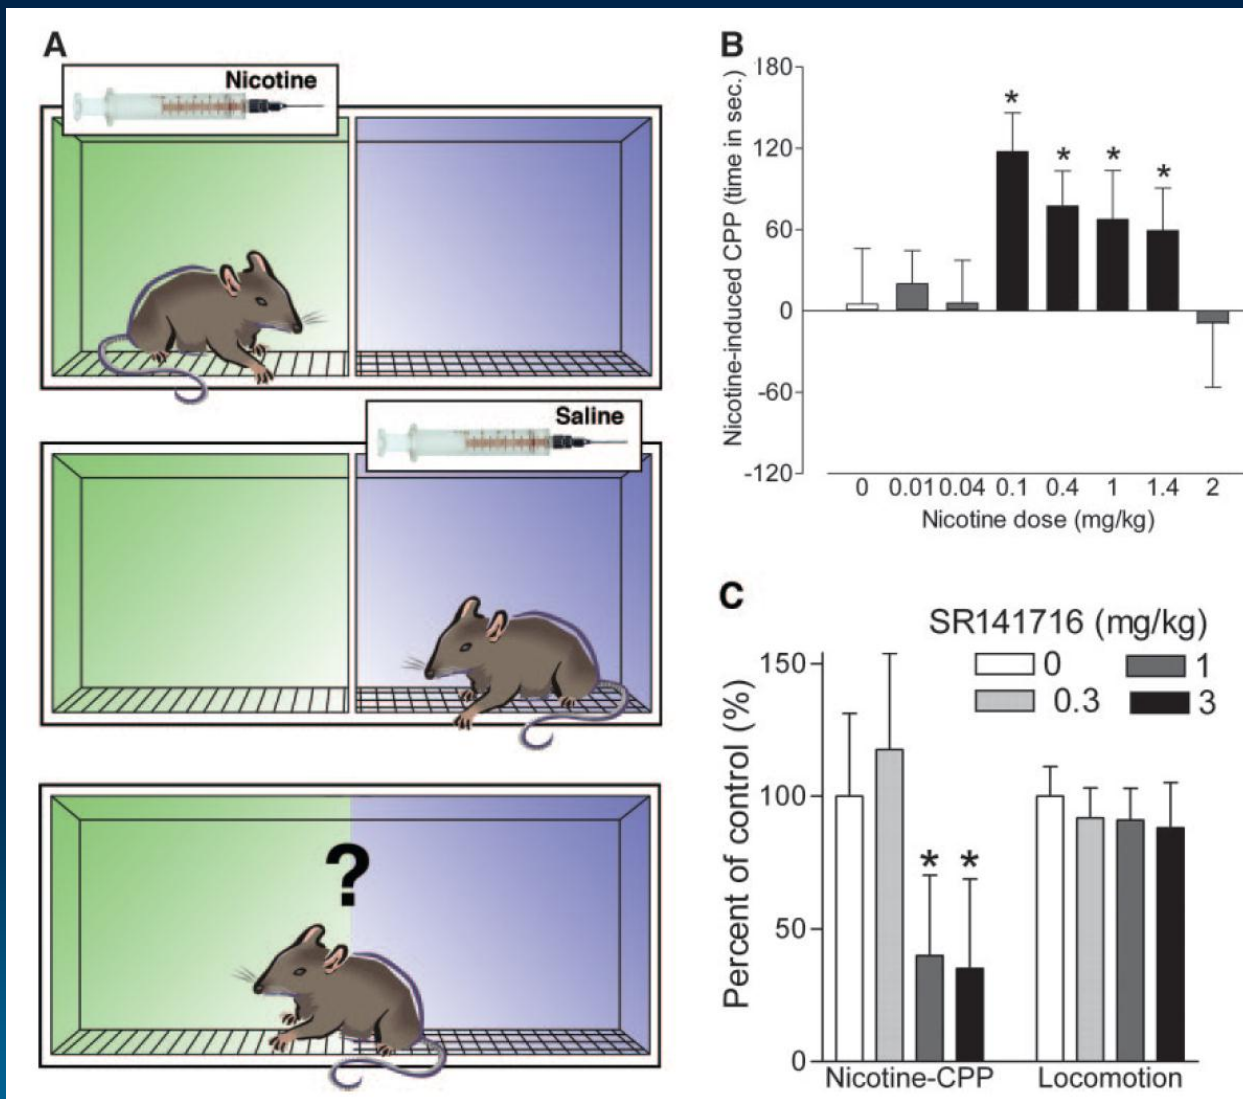 A
Nicotine
Saline
?
B
Nicotine-induced CPP (time in sec.)
180
120
60
0
-60
-120
* * * *
0 0.01 0.04 0.1 0.4 1 1.4 2
Nicotine dose (mg/kg)
C
SR141716 (mg/kg)
0 1
0.3 3
Percent of control (%)
150
100
50
0
* *
Nicotine-CPP Locomotion